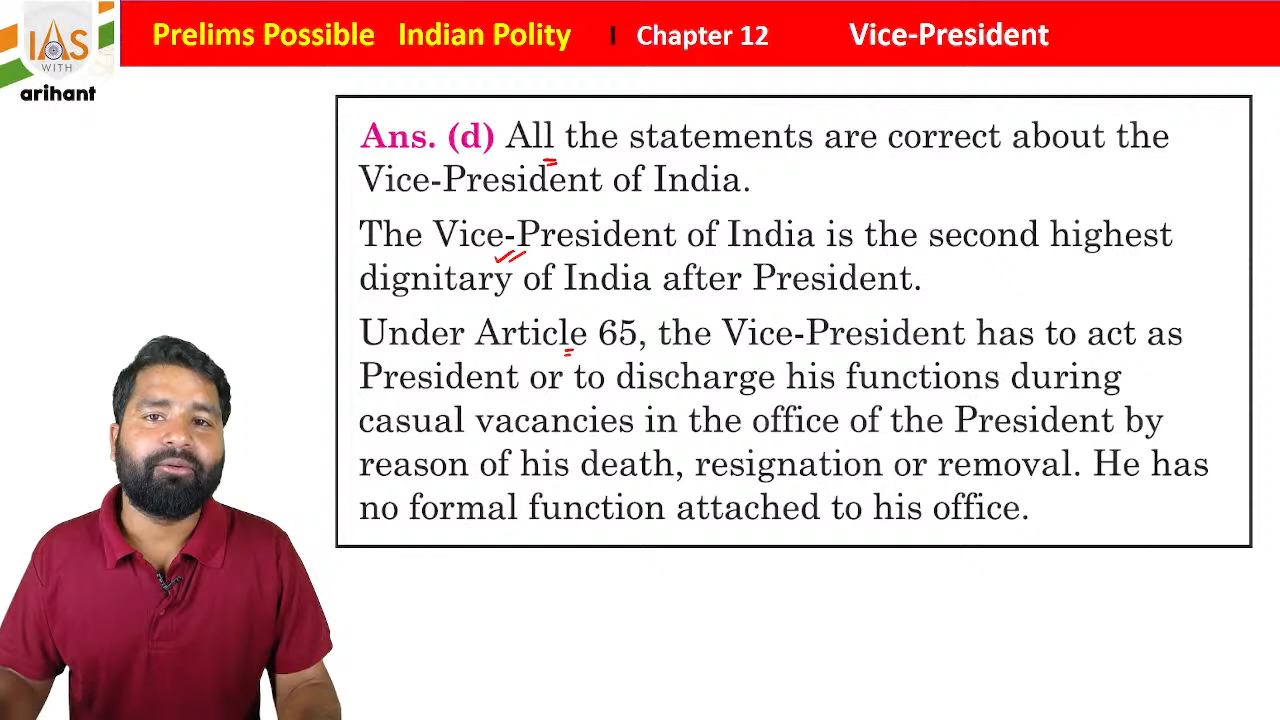 IAS
WITH
arihant
Prelims Possible Indian Polity | Chapter 12 Vice-President
Ans. (d) All the statements are correct about the
Vice-President of India.
The Vice-President of India is the second highest
dignitary of India after President.
Under Article 65, the Vice-President has to act as
President or to discharge his functions during
casual vacancies in the office of the President by
reason of his death, resignation or removal. He has
no formal function attached to his office.